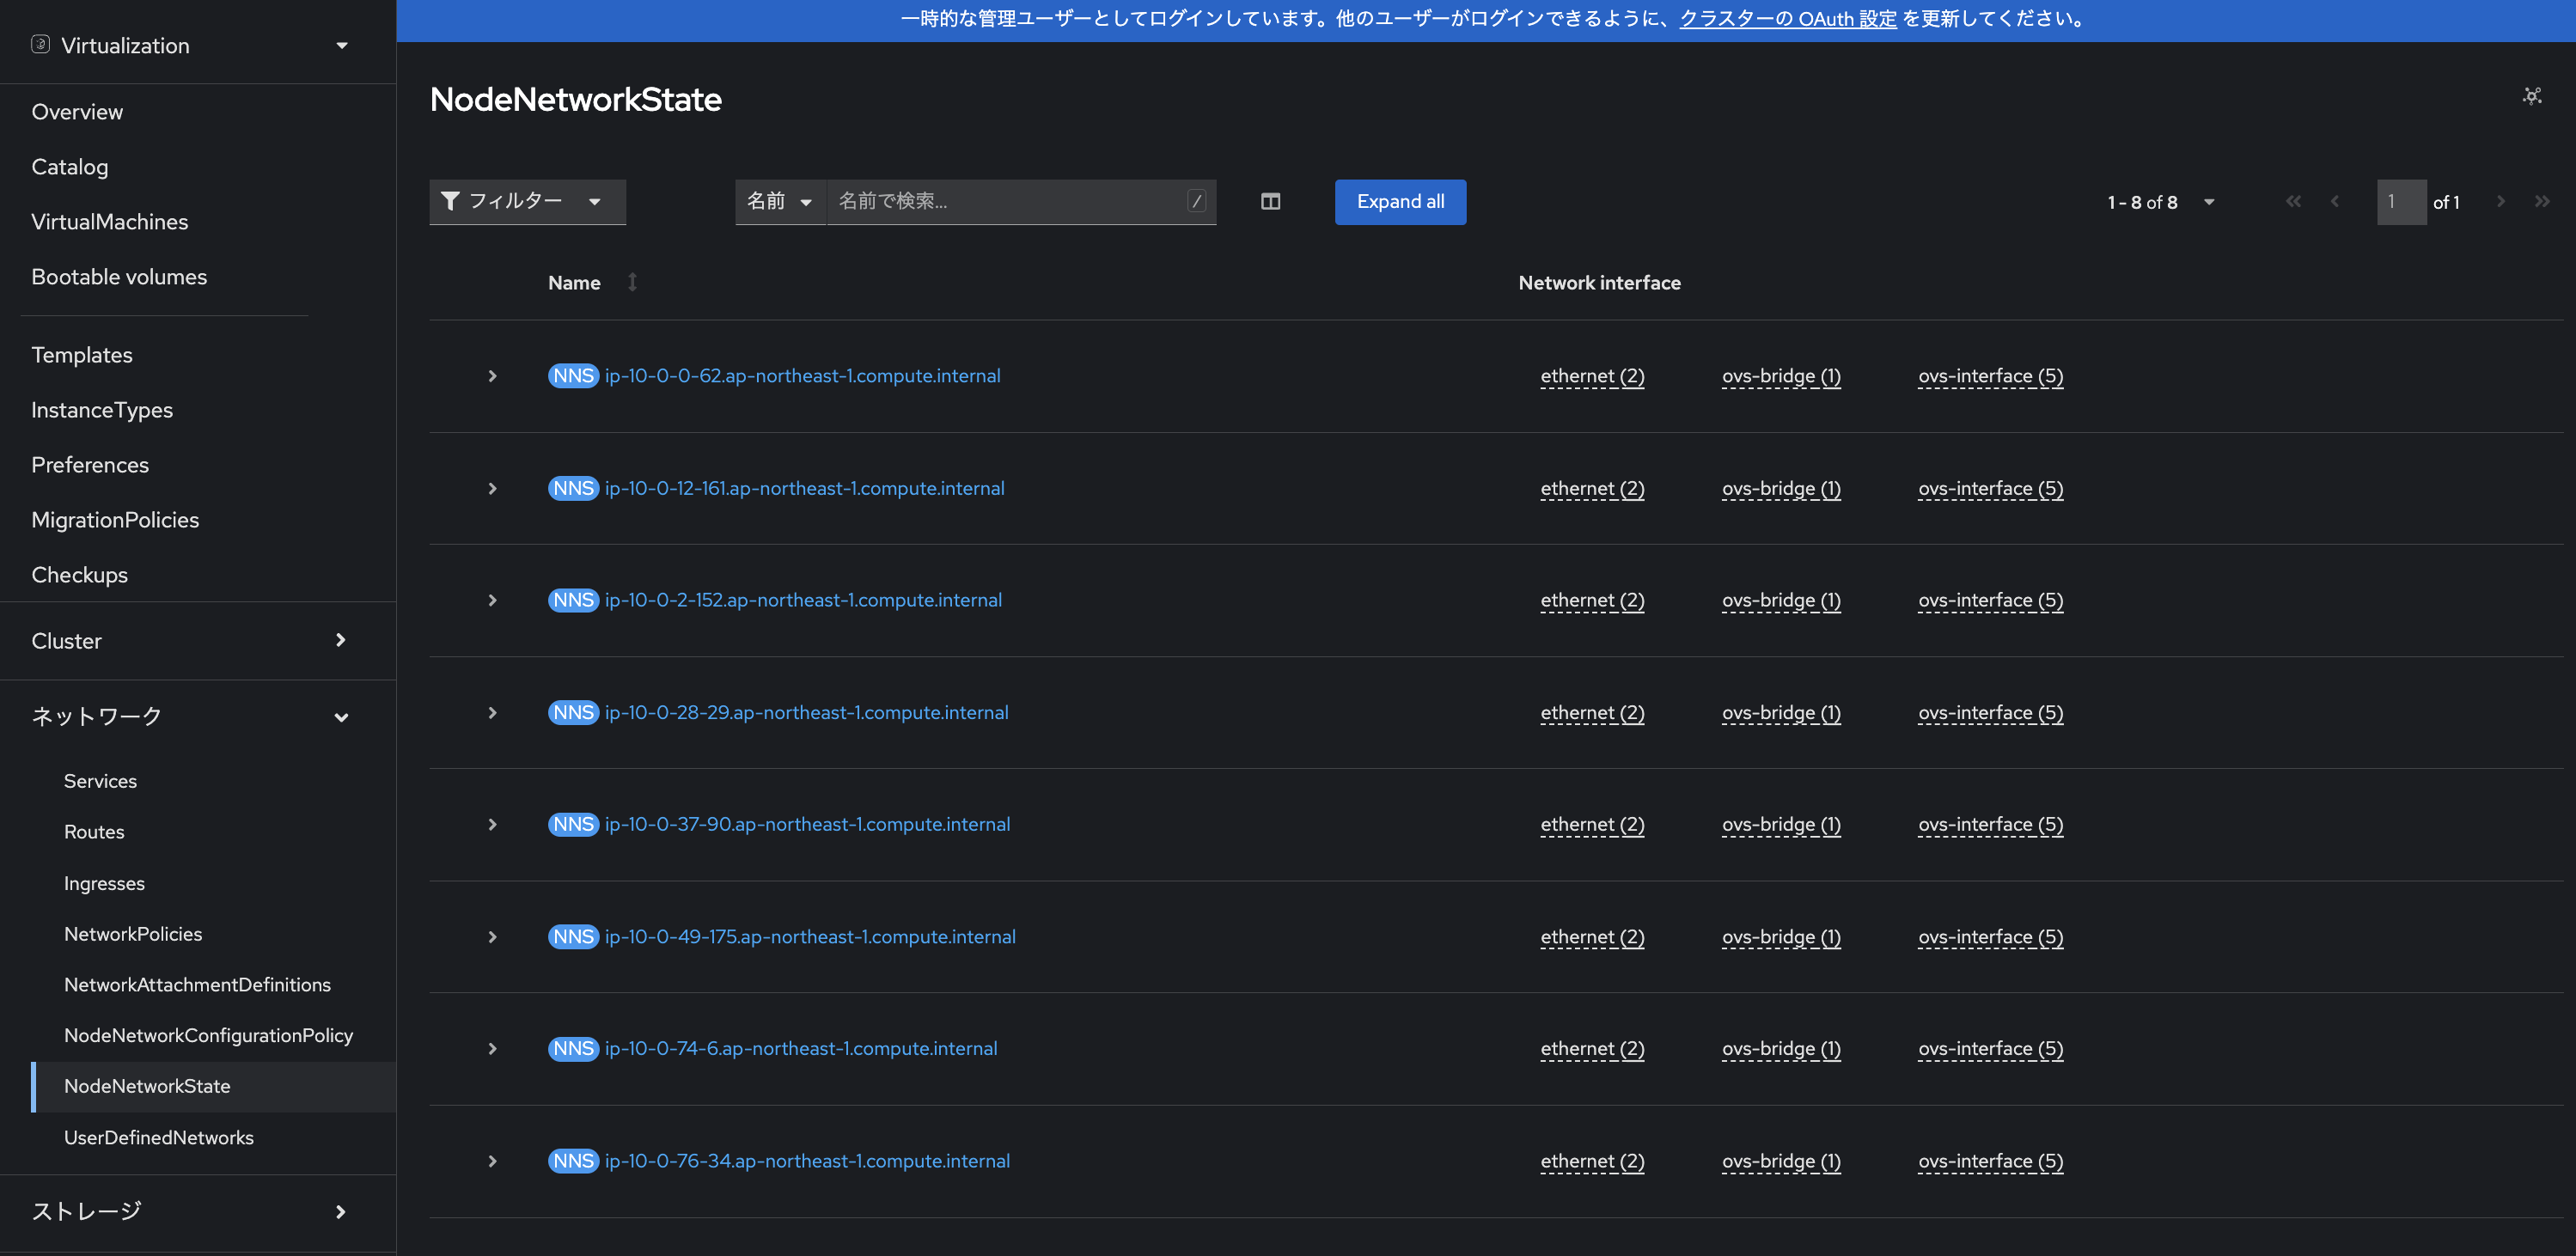 一時的な管理ユーザーとしてログインしています。他のユーザーがログインできるように、クラスターの OAuth 設定 を更新してください。
Virtualization
Overview
Catalog
VirtualMachines
Bootable volumes
Templates
InstanceTypes
Preferences
MigrationPolicies
Checkups
Cluster
ネットワーク
Services
Routes
Ingresses
NetworkPolicies
NetworkAttachmentDefinitions
NodeNetworkConfigurationPolicy
NodeNetworkState
UserDefinedNetworks
ストレージ
NodeNetworkState
フィルター 名前 名前で検索... / Expand all 1 - 8 of 8 1 of 1
Name Network interface
NNS ip-10-0-0-62.ap-northeast-1.compute.internal ethernet (2) ovs-bridge (1) ovs-interface (5)
NNS ip-10-0-12-161.ap-northeast-1.compute.internal ethernet (2) ovs-bridge (1) ovs-interface (5)
NNS ip-10-0-2-152.ap-northeast-1.compute.internal ethernet (2) ovs-bridge (1) ovs-interface (5)
NNS ip-10-0-28-29.ap-northeast-1.compute.internal ethernet (2) ovs-bridge (1) ovs-interface (5)
NNS ip-10-0-37-90.ap-northeast-1.compute.internal ethernet (2) ovs-bridge (1) ovs-interface (5)
NNS ip-10-0-49-175.ap-northeast-1.compute.internal ethernet (2) ovs-bridge (1) ovs-interface (5)
NNS ip-10-0-74-6.ap-northeast-1.compute.internal ethernet (2) ovs-bridge (1) ovs-interface (5)
NNS ip-10-0-76-34.ap-northeast-1.compute.internal ethernet (2) ovs-bridge (1) ovs-interface (5)